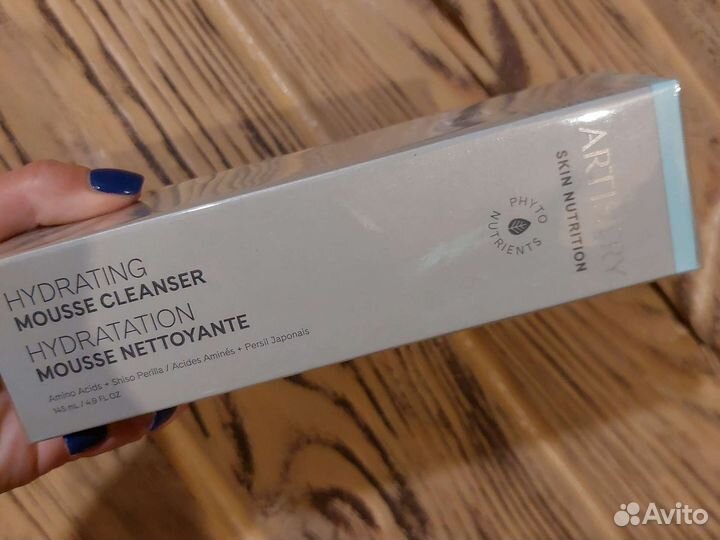 ARTISTRY
SKIN NUTRITION
PHYTO
NUTRIENTS
HYDRATING
MOUSSE CLEANSER
HYDRATATION
MOUSSE NETTOYANTE
Amino Acids + Shiso Perilla / Acides Aminés + Persil Japonais
145 mL / 4.9 FL OZ
Avito